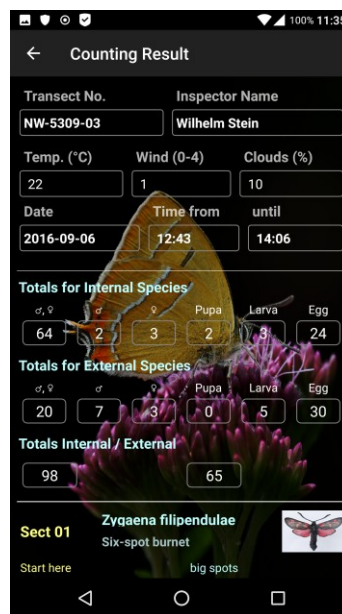 100% 11:35
Counting Result
Transect No. Inspector Name
NW-5309-03 Wilhelm Stein
Temp. (°C) Wind (0-4) Clouds (%)
22 1 10
Date Time from until
2016-09-06 12:43 14:06
Totals for Internal Species
♂, ♀ ♂ ♀ Pupa Larva Egg
64 2 3 2 3 24
Totals for External Species
♂, ♀ ♂ ♀ Pupa Larva Egg
20 7 3 0 5 30
Totals Internal / External
98 65
Sect 01 Zygaena filipendulae
Six-spot burnet
Start here big spots